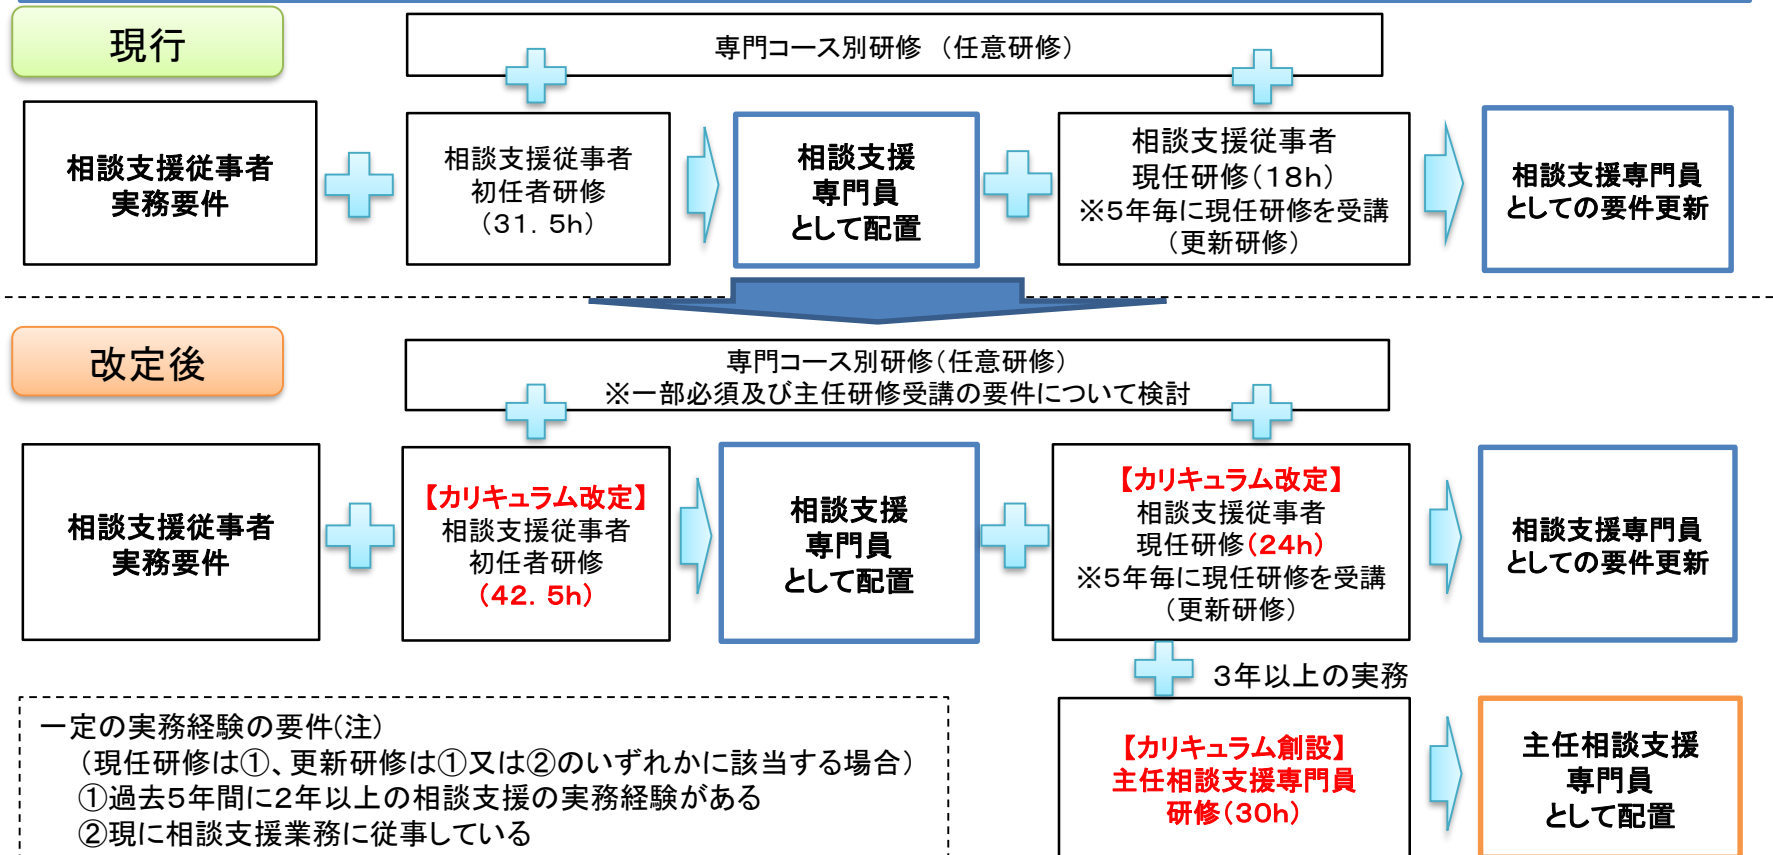 現行
専門コース別研修 （任意研修）
相談支援従事者
実務要件
相談支援従事者
初任者研修
（31．5h）
相談支援
専門員
として配置
相談支援従事者
現任研修（18h）
※5年毎に現任研修を受講
（更新研修）
相談支援専門員
としての要件更新
改定後
専門コース別研修（任意研修）
※一部必須及び主任研修受講の要件について検討
相談支援従事者
実務要件
【カリキュラム改定】
相談支援従事者
初任者研修
（42．5h）
相談支援
専門員
として配置
【カリキュラム改定】
相談支援従事者
現任研修（24h）
※5年毎に現任研修を受講
（更新研修）
相談支援専門員
としての要件更新
3年以上の実務
一定の実務経験の要件(注)
（現任研修は①、更新研修は①又は②のいずれかに該当する場合）
①過去5年間に2年以上の相談支援の実務経験がある
②現に相談支援業務に従事している
【カリキュラム創設】
主任相談支援専門員
研修（30h）
主任相談支援
専門員
として配置